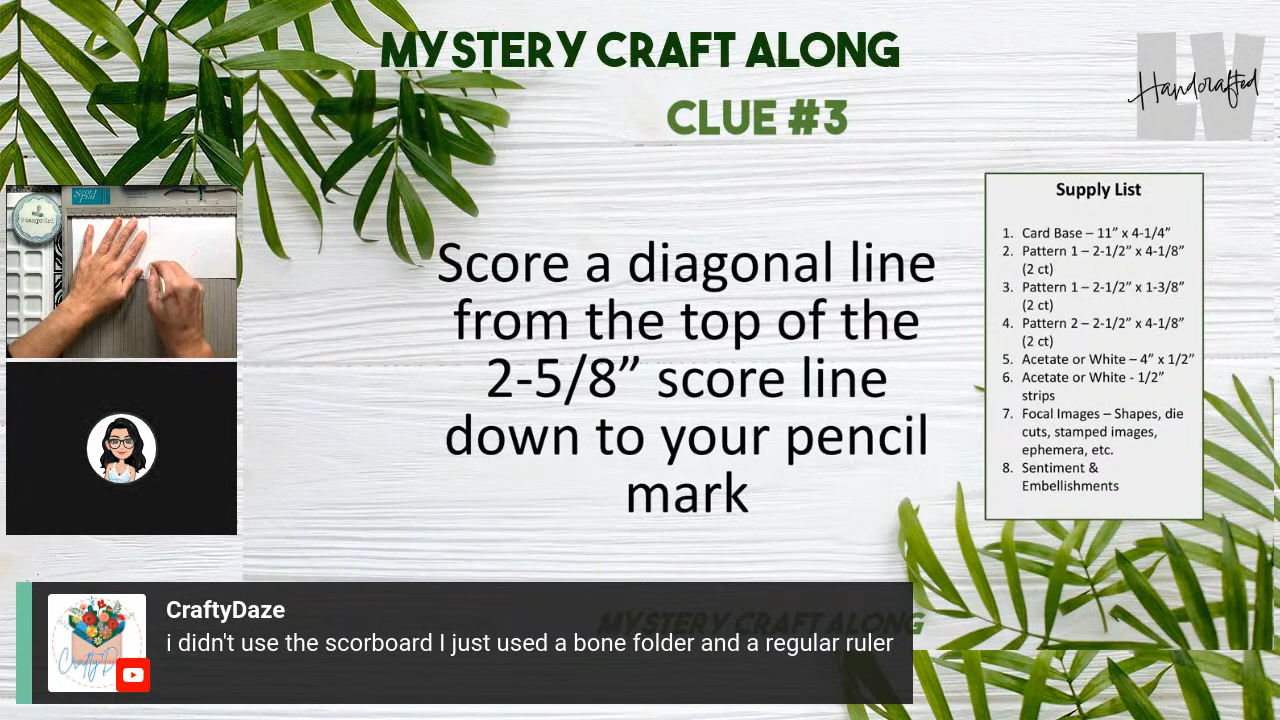 MYSTERY CRAFT ALONG
CLUE #3
Handcrafted
LV
Score a diagonal line
from the top of the
2-5/8” score line
down to your pencil
mark
Supply List
1. Card Base – 11” x 4-1/4”
2. Pattern 1 – 2-1/2” x 4-1/8”
(2 ct)
3. Pattern 1 – 2-1/2” x 1-3/8”
(2 ct)
4. Pattern 2 – 2-1/2” x 4-1/8”
(2 ct)
5. Acetate or White – 4” x 1/2”
6. Acetate or White - 1/2”
strips
7. Focal Images – Shapes, die
cuts, stamped images,
ephemera, etc.
8. Sentiment &
Embellishments
MYSTERY CRAFT ALONG
CraftyDaze
i didn't use the scorboard I just used a bone folder and a regular ruler